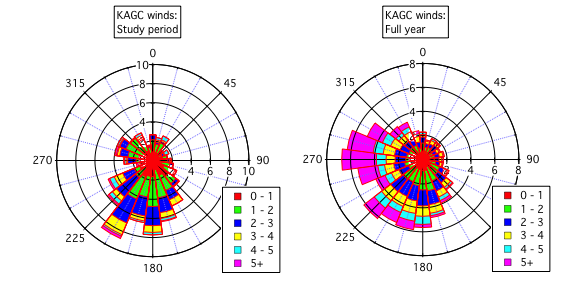 KAGC winds:
Study period
0
45
90
180
225
270
315
10
8
6
4
4 6 8 10
0 - 1
1 - 2
2 - 3
3 - 4
4 - 5
5+
KAGC winds:
Full year
0
45
90
180
225
270
315
8
6
4
4 6 8
0 - 1
1 - 2
2 - 3
3 - 4
4 - 5
5+